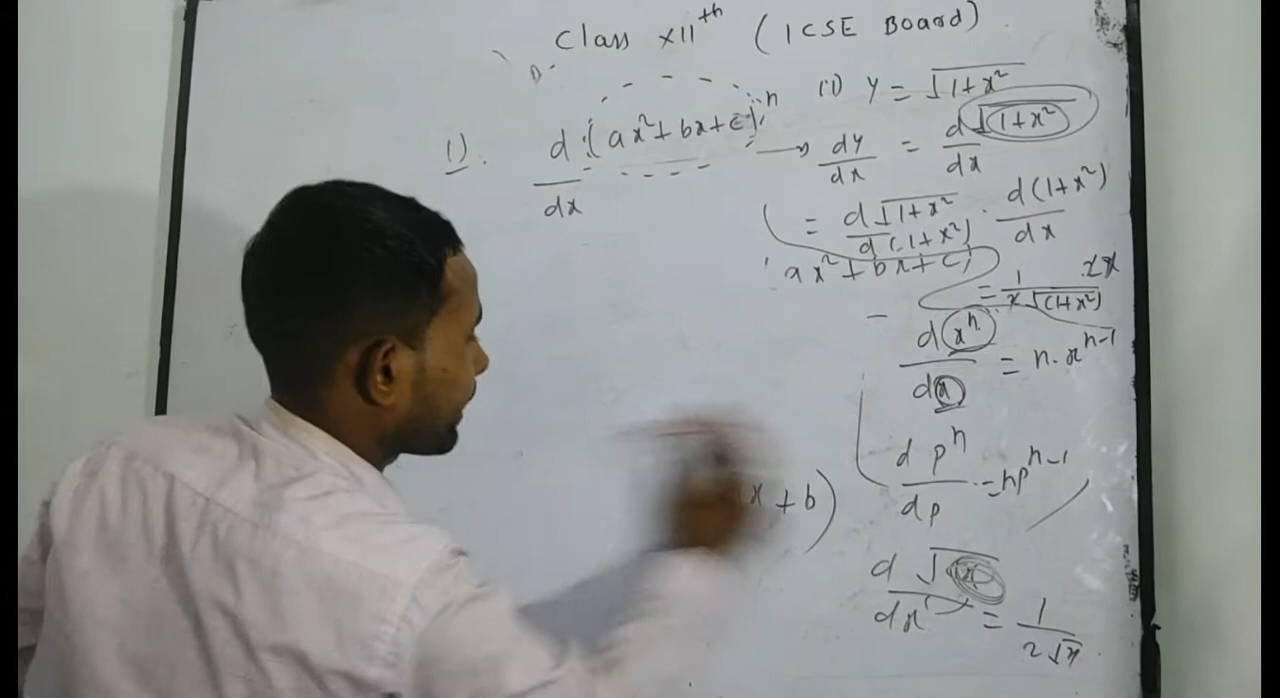 Class XIIth (ICSE Board)
1). d (ax²+bx+c)ⁿ
dx
(1) y = √1+x²
→ dy/dx = d√1+x²/dx
= d√1+x²/d(1+x²) · d(1+x²)/dx
ax²+bx+c)
= 1/2√(1+x²) · 2x
d xⁿ/dx = n·xⁿ⁻¹
d pⁿ/dp = npⁿ⁻¹
x + b)
d √x/dx = 1/2√x